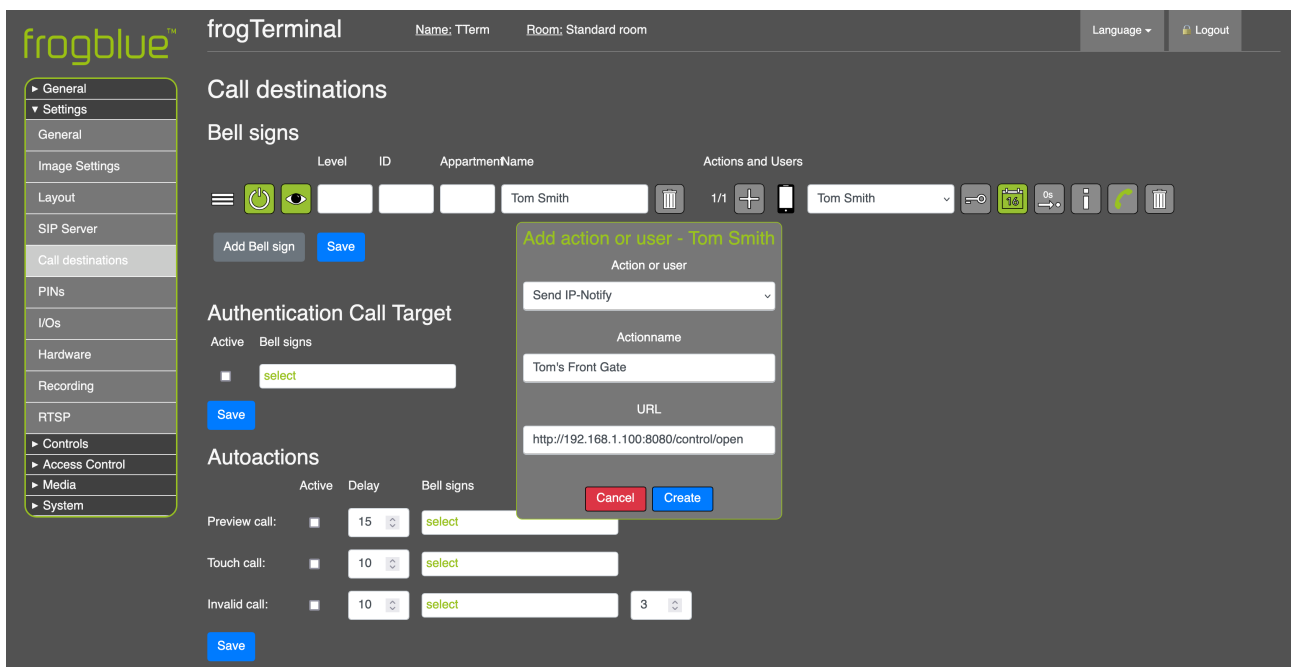 frogblue™
frogTerminal
Name: TTerm
Room: Standard room
Language
Logout
General
Settings
General
Image Settings
Layout
SIP Server
Call destinations
PINs
I/Os
Hardware
Recording
RTSP
Controls
Access Control
Media
System
Call destinations
Bell signs
Level ID Appartment Name Actions and Users
Tom Smith 1/1 Tom Smith 16 0s
Add Bell sign Save
Add action or user - Tom Smith
Action or user
Send IP-Notify
Actionname
Tom's Front Gate
URL
http://192.168.1.100:8080/control/open
Cancel Create
Authentication Call Target
Active Bell signs
select
Save
Autoactions
Active Delay Bell signs
Preview call: 15 select
Touch call: 10 select
Invalid call: 10 select 3
Save